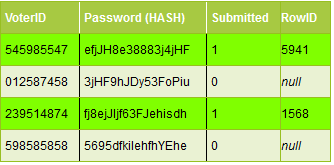 VoterID Password (HASH) Submitted RowID
545985547 efjJH8e38883j4jHF 1 5941
012587458 3jHF9hJDy53FoPiu 0 null
239514874 fj8ejJljf63FJehisdh 1 1568
598585858 5695dfkilehfhYEhe 0 null